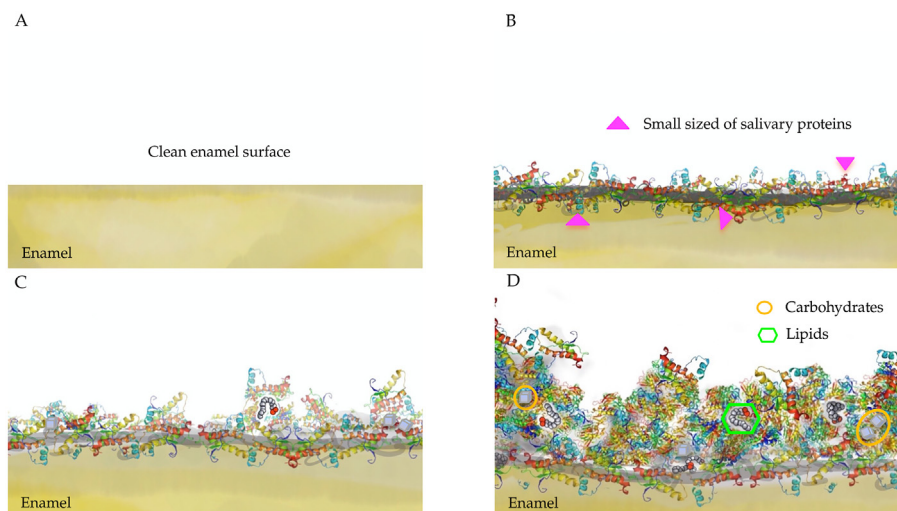 A
Clean enamel surface
Enamel
B
Small sized of salivary proteins
Enamel
C
Enamel
D
Carbohydrates
Lipids
Enamel